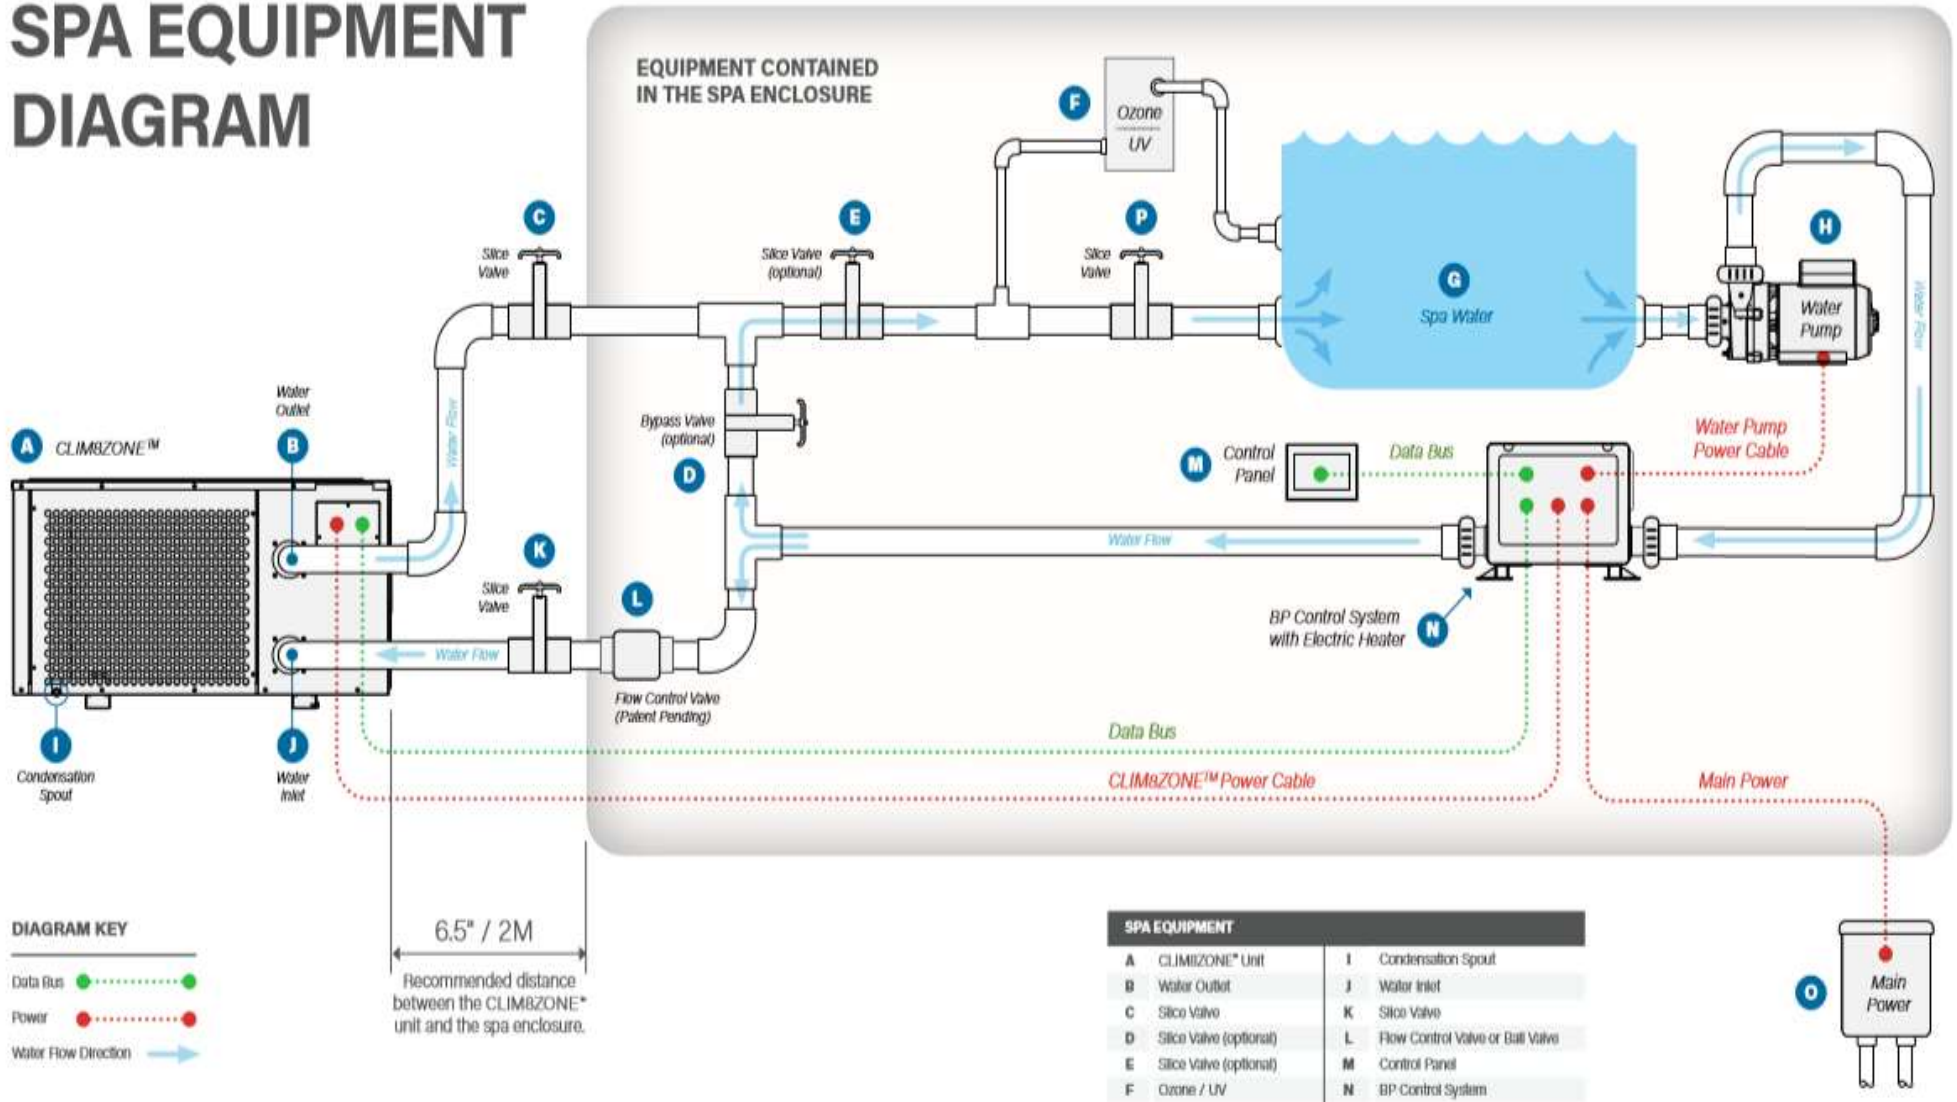 SPA EQUIPMENT
DIAGRAM
EQUIPMENT CONTAINED
IN THE SPA ENCLOSURE
F
Ozone
UV
C
Slice
Valve
E
Slice Valve
(optional)
P
Slice
Valve
G
Spa Water
H
Water
Pump
Water Flow
Water
Outlet
B
A CLIM8ZONE™
Water Flow
Bypass Valve
(optional)
D
M Control
Panel
Data Bus
Water Pump
Power Cable
K
Slice
Valve
Water Flow
L
Flow Control Valve
(Patent Pending)
Water Flow
BP Control System
with Electric Heater
N
I
Condensation
Spout
J
Water
Inlet
Data Bus
CLIM8ZONE™ Power Cable
Main Power
DIAGRAM KEY
Data Bus
Power
Water Flow Direction
6.5" / 2M
Recommended distance
between the CLIM8ZONE*
unit and the spa enclosure.
SPA EQUIPMENT
A CLIM8ZONE* Unit I Condensation Spout
B Water Outlet J Water Inlet
C Slice Valve K Slice Valve
D Slice Valve (optional) L Flow Control Valve or Ball Valve
E Slice Valve (optional) M Control Panel
F Ozone / UV N BP Control System
O
Main
Power